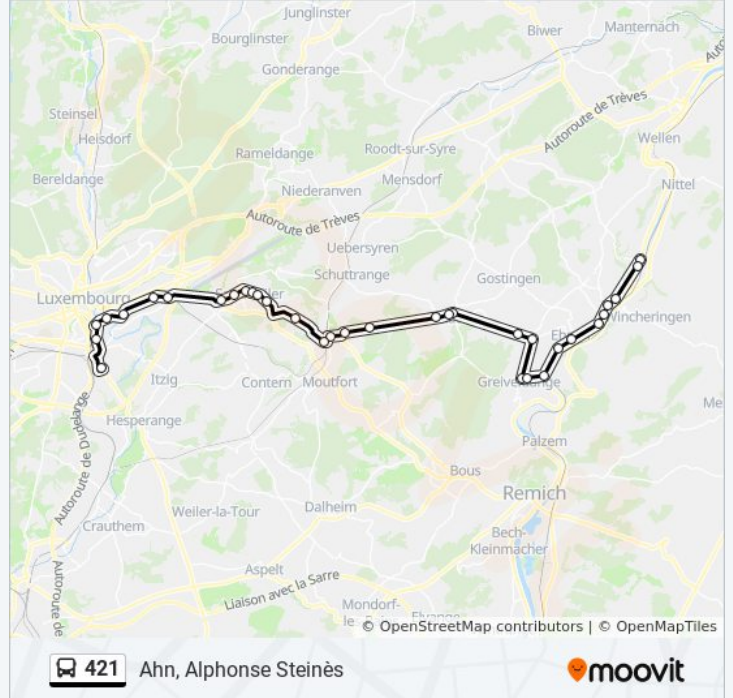 Junglinster
Bourglinster
Biwer
Manternach
Gonderange
Steinsel
Heisdorf
Autoroute de Trèves
Rameldange
Roodt-sur-Syre
Wellen
Bereldange
Mensdorf
Nittel
Niederanven
Autoroute de Trèves
Uebersyren
Schuttrange
Gostingen
Luxembourg
Wincheringen
Itzig
Contern
Moutfort
Hesperange
Autoroute de Dudelange
Palzem
Bous
Weiler-la-Tour
Dalheim
Remich
Crauthem
Bech-
Kleinmacher
Aspelt
Liaison avec la Sarre
Autoroute de
Mondorf-
© OpenStreetMap contributors | © OpenMapTiles
421 Ahn, Alphonse Steinès
moovit